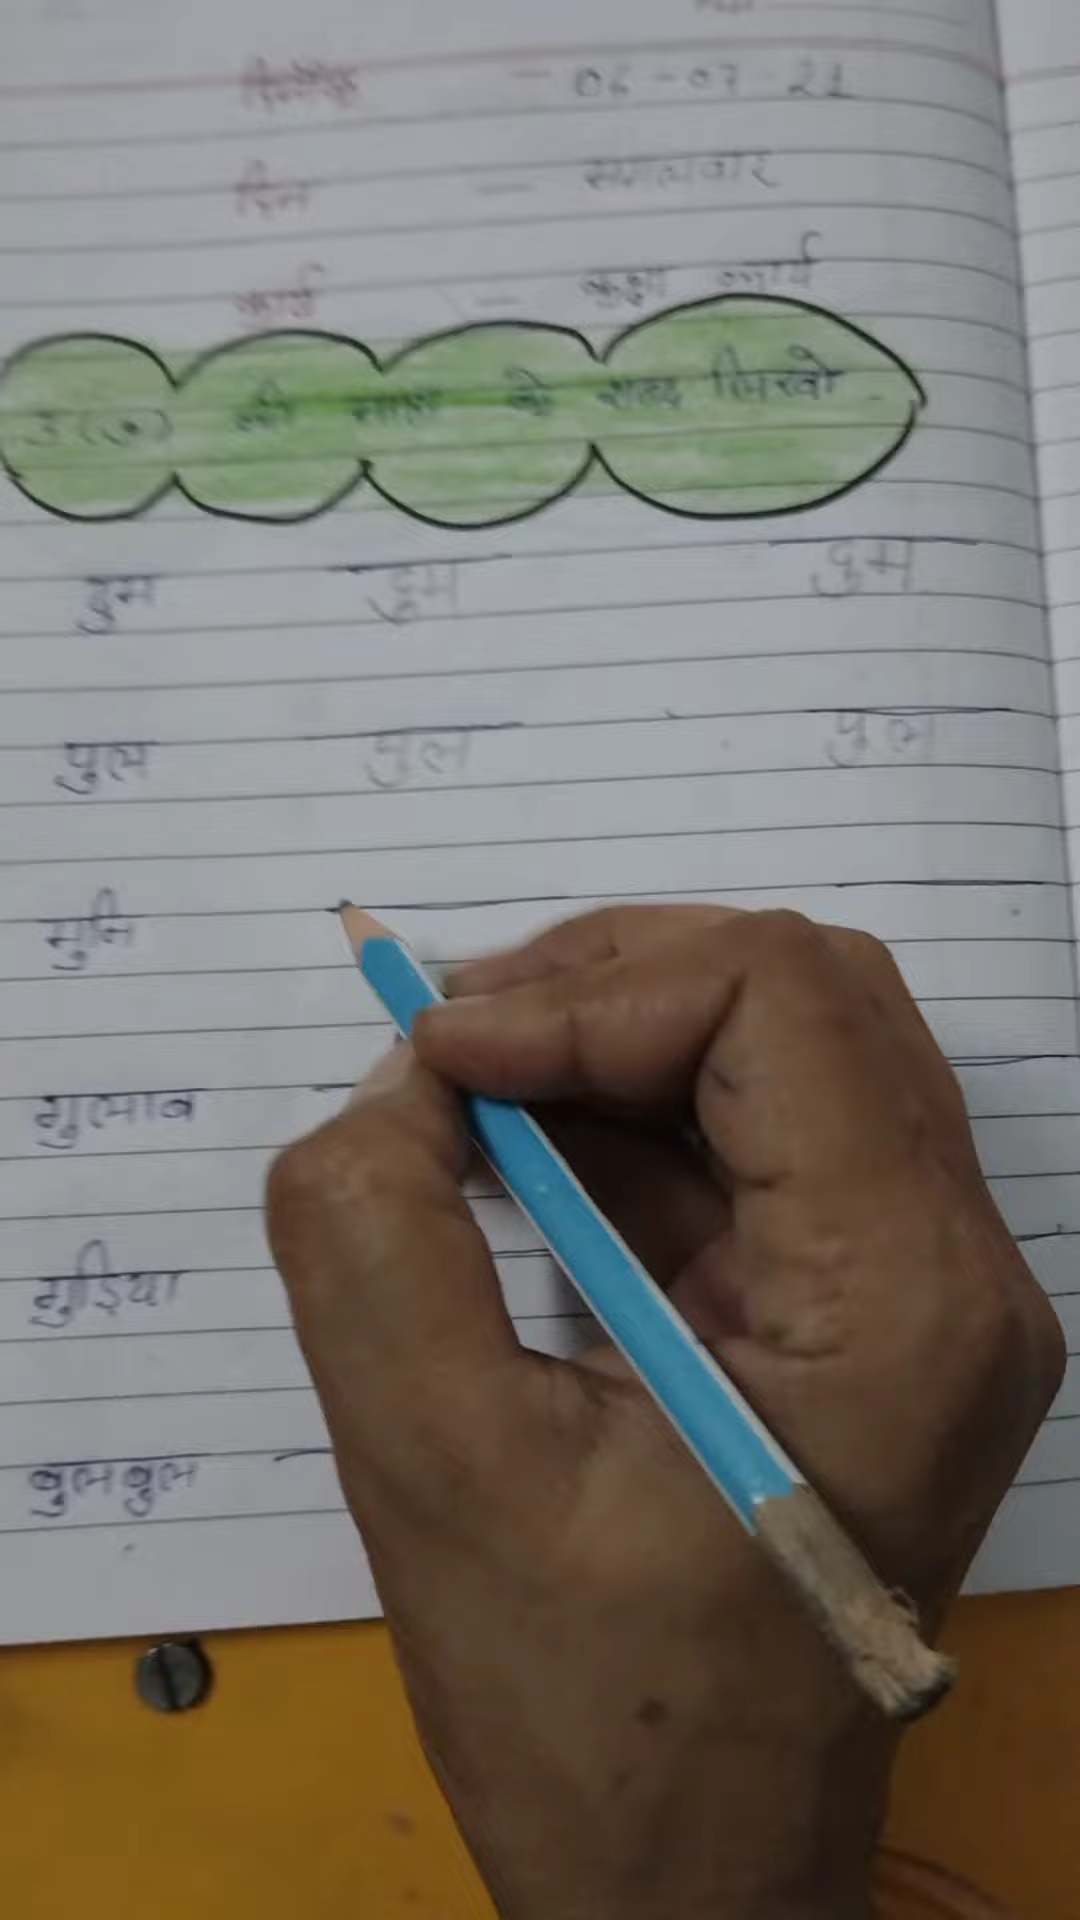 दिनाँक - 06-07-21
दिन - मंगलवार
कार्य - कक्षा कार्य
उ ( ु ) की मात्रा के शब्द लिखो -
दुम दुम दुम
पुल पुल पुल
मुनि
गुलाब
गुड़िया
बुलबुल